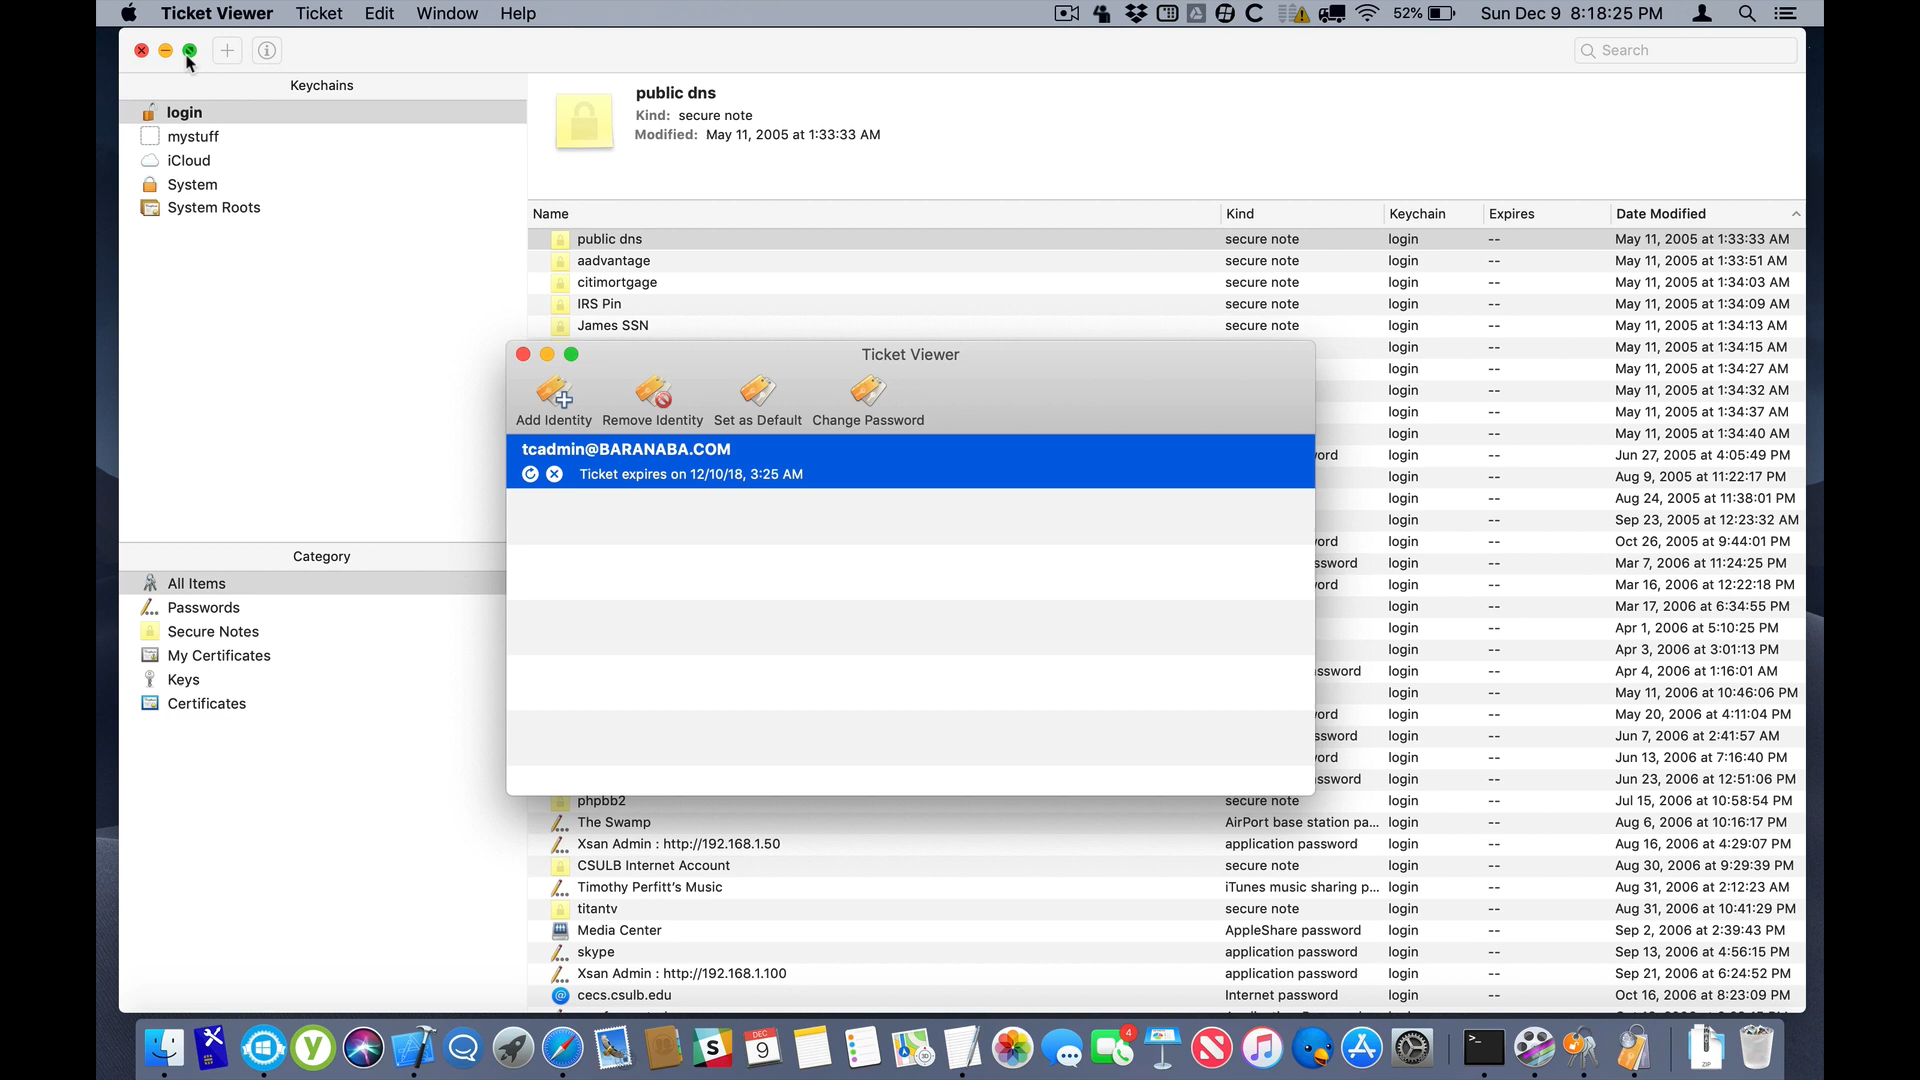 Ticket Viewer Ticket Edit Window Help 52% Sun Dec 9 8:18:25 PM
Search
Keychains
login
mystuff
iCloud
System
System Roots
public dns
Kind: secure note
Modified: May 11, 2005 at 1:33:33 AM
Name Kind Keychain Expires Date Modified
public dns secure note login -- May 11, 2005 at 1:33:33 AM
aadvantage secure note login -- May 11, 2005 at 1:33:51 AM
citimortgage secure note login -- May 11, 2005 at 1:34:03 AM
IRS Pin secure note login -- May 11, 2005 at 1:34:09 AM
James SSN secure note login -- May 11, 2005 at 1:34:13 AM
login -- May 11, 2005 at 1:34:15 AM
login -- May 11, 2005 at 1:34:27 AM
login -- May 11, 2005 at 1:34:32 AM
login -- May 11, 2005 at 1:34:37 AM
login -- May 11, 2005 at 1:34:40 AM
ord login -- Jun 27, 2005 at 4:05:49 PM
login -- Aug 9, 2005 at 11:22:17 PM
login -- Aug 24, 2005 at 11:38:01 PM
login -- Sep 23, 2005 at 12:23:32 AM
ord login -- Oct 26, 2005 at 9:44:01 PM
ssword login -- Mar 7, 2006 at 11:24:25 PM
ord login -- Mar 16, 2006 at 12:22:18 PM
login -- Mar 17, 2006 at 6:34:55 PM
login -- Apr 1, 2006 at 5:10:25 PM
login -- Apr 3, 2006 at 3:01:13 PM
ssword login -- Apr 4, 2006 at 1:16:01 AM
login -- May 11, 2006 at 10:46:06 PM
ord login -- May 20, 2006 at 4:11:04 PM
ssword login -- Jun 7, 2006 at 2:41:57 AM
ord login -- Jun 13, 2006 at 7:16:40 PM
ssword login -- Jun 23, 2006 at 12:51:06 PM
phpbb2 secure note login -- Jul 15, 2006 at 10:58:54 PM
The Swamp AirPort base station pa... login -- Aug 6, 2006 at 10:16:17 PM
Xsan Admin : http://192.168.1.50 application password login -- Aug 16, 2006 at 4:29:07 PM
CSULB Internet Account secure note login -- Aug 30, 2006 at 9:29:39 PM
Timothy Perfitt's Music iTunes music sharing p... login -- Aug 31, 2006 at 2:12:23 AM
titantv secure note login -- Aug 31, 2006 at 10:41:29 PM
Media Center AppleShare password login -- Sep 2, 2006 at 2:39:43 PM
skype application password login -- Sep 13, 2006 at 4:56:15 PM
Xsan Admin : http://192.168.1.100 application password login -- Sep 21, 2006 at 6:24:52 PM
cecs.csulb.edu Internet password login -- Oct 16, 2006 at 8:23:09 PM
Ticket Viewer
Add Identity Remove Identity Set as Default Change Password
tcadmin@BARANABA.COM
Ticket expires on 12/10/18, 3:25 AM
Category
All Items
Passwords
Secure Notes
My Certificates
Keys
Certificates
DEC
9
4
ZIP